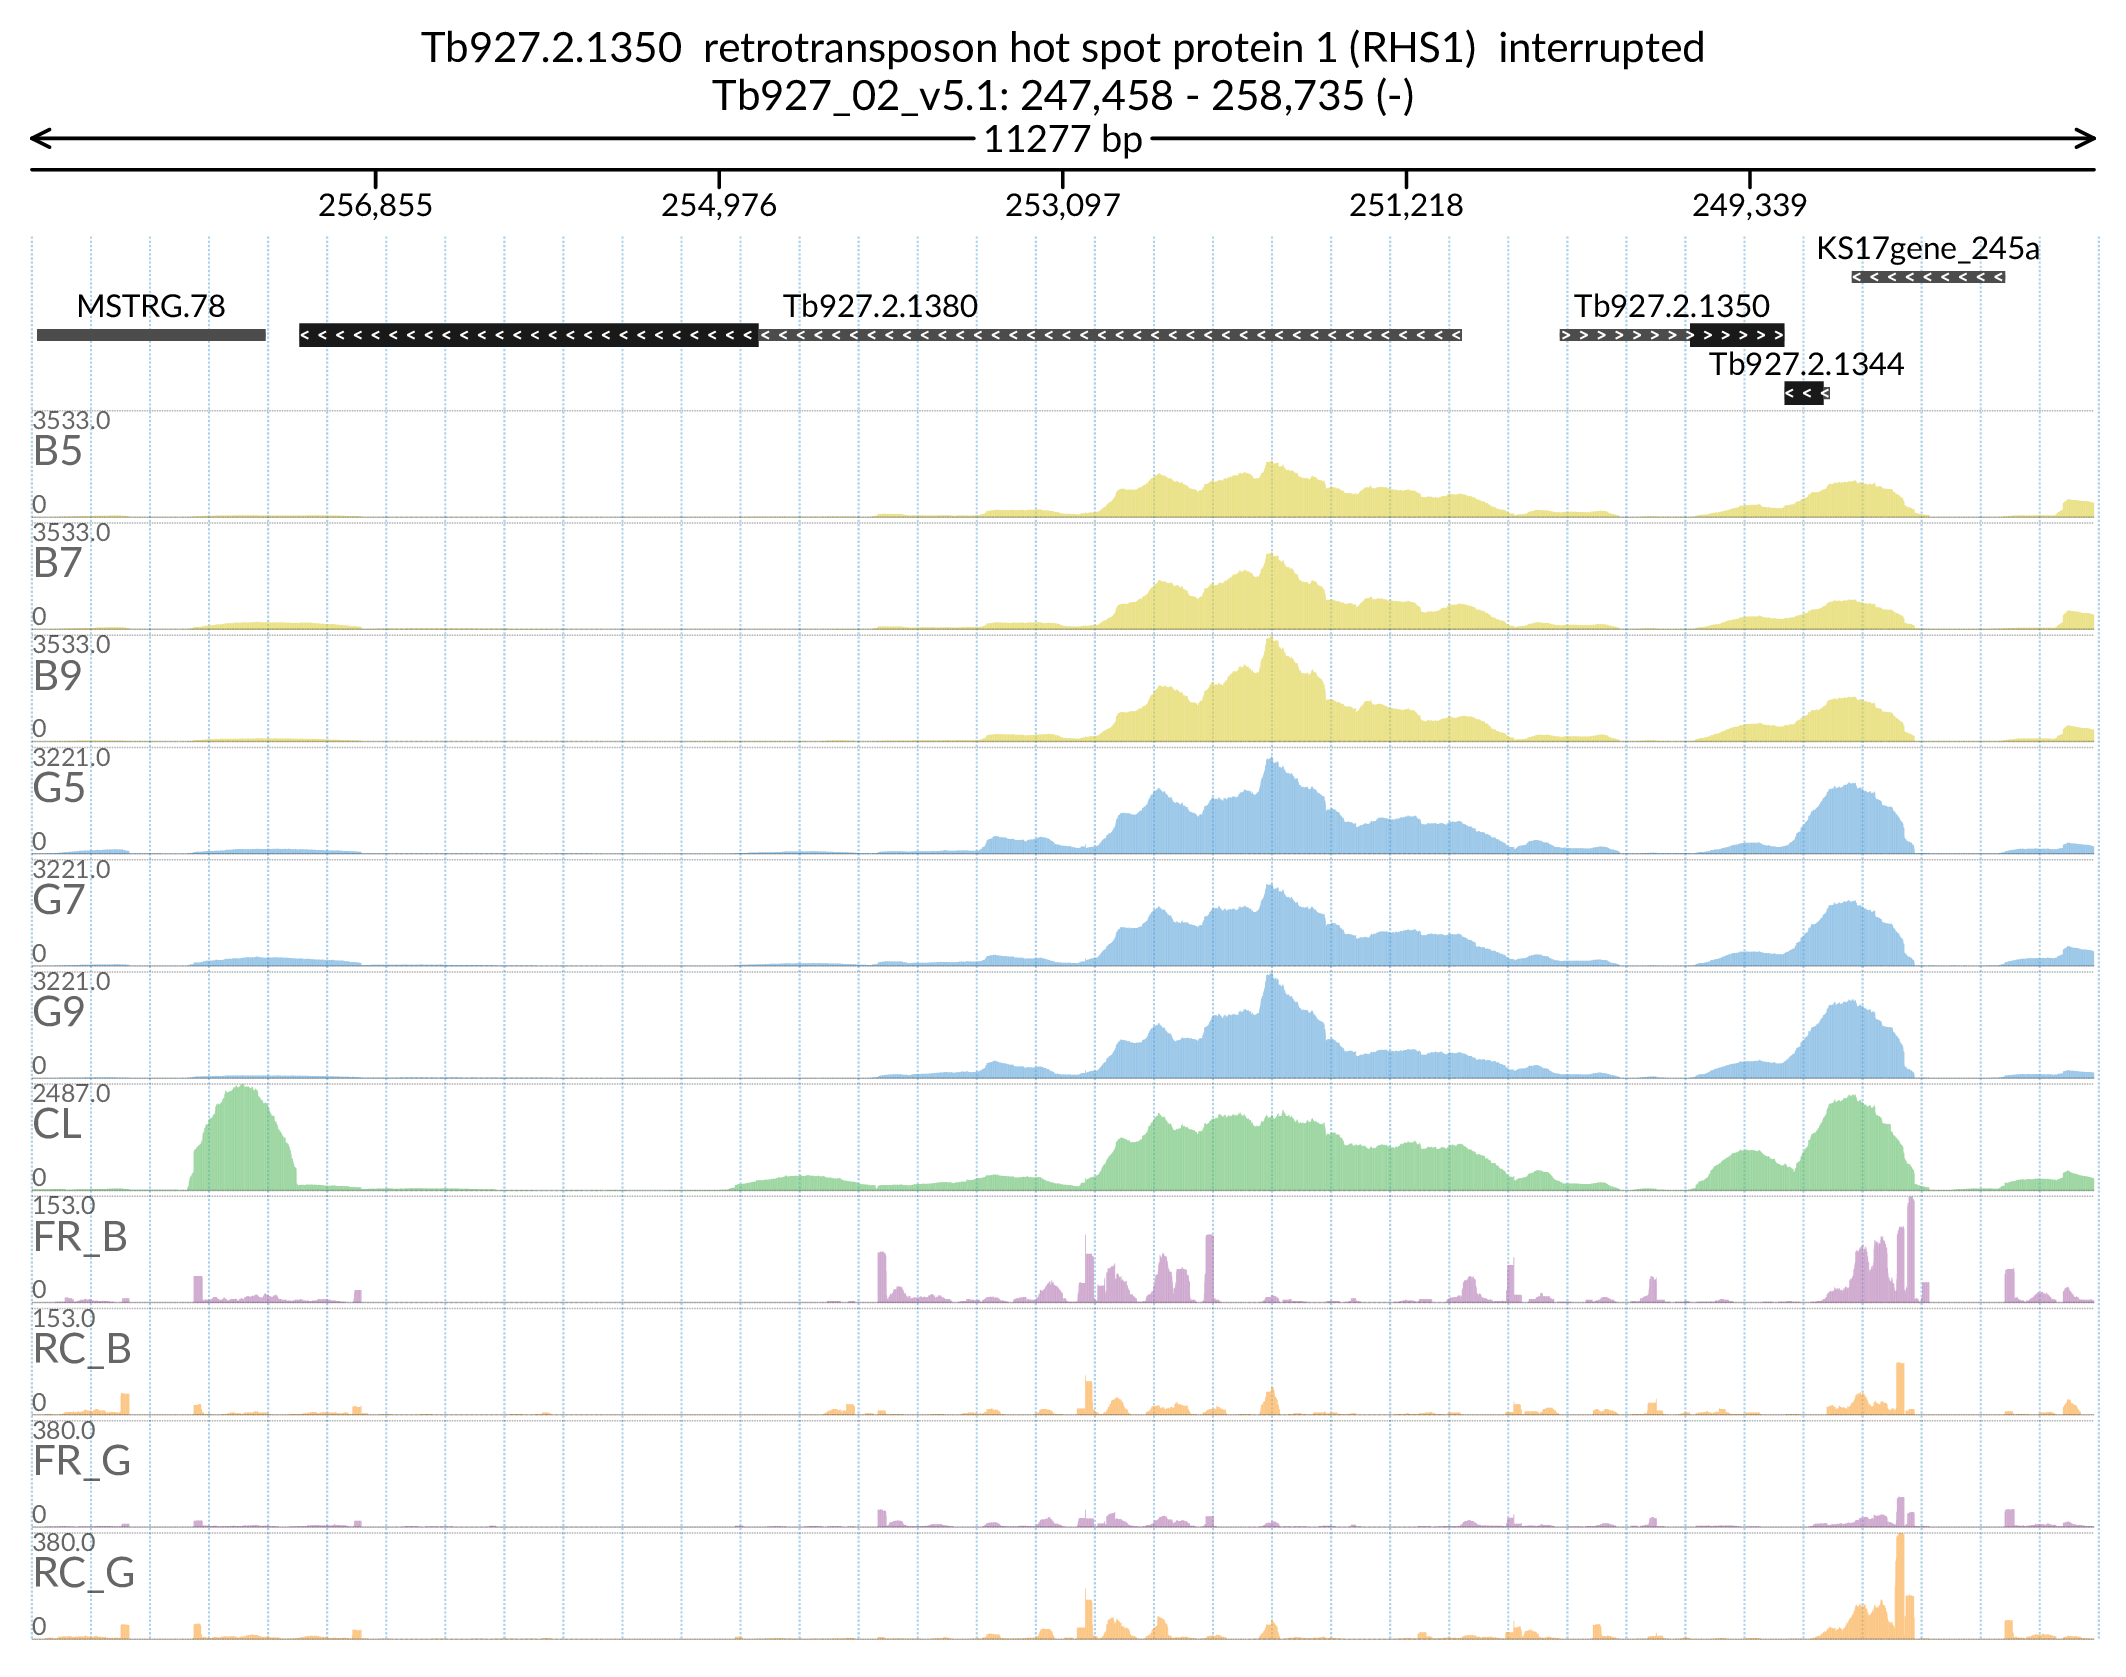 Tb927.2.1350  retrotransposon hot spot protein 1 (RHS1)  interrupted
Tb927_02_v5.1: 247,458 - 258,735 (-)
11277 bp
256,855 254,976 253,097 251,218 249,339
KS17gene_245a
MSTRG.78 Tb927.2.1380 Tb927.2.1350
Tb927.2.1344
3533.0
B5
0
3533.0
B7
0
3533.0
B9
0
3221.0
G5
0
3221.0
G7
0
3221.0
G9
0
2487.0
CL
0
153.0
FR_B
0
153.0
RC_B
0
380.0
FR_G
0
380.0
RC_G
0